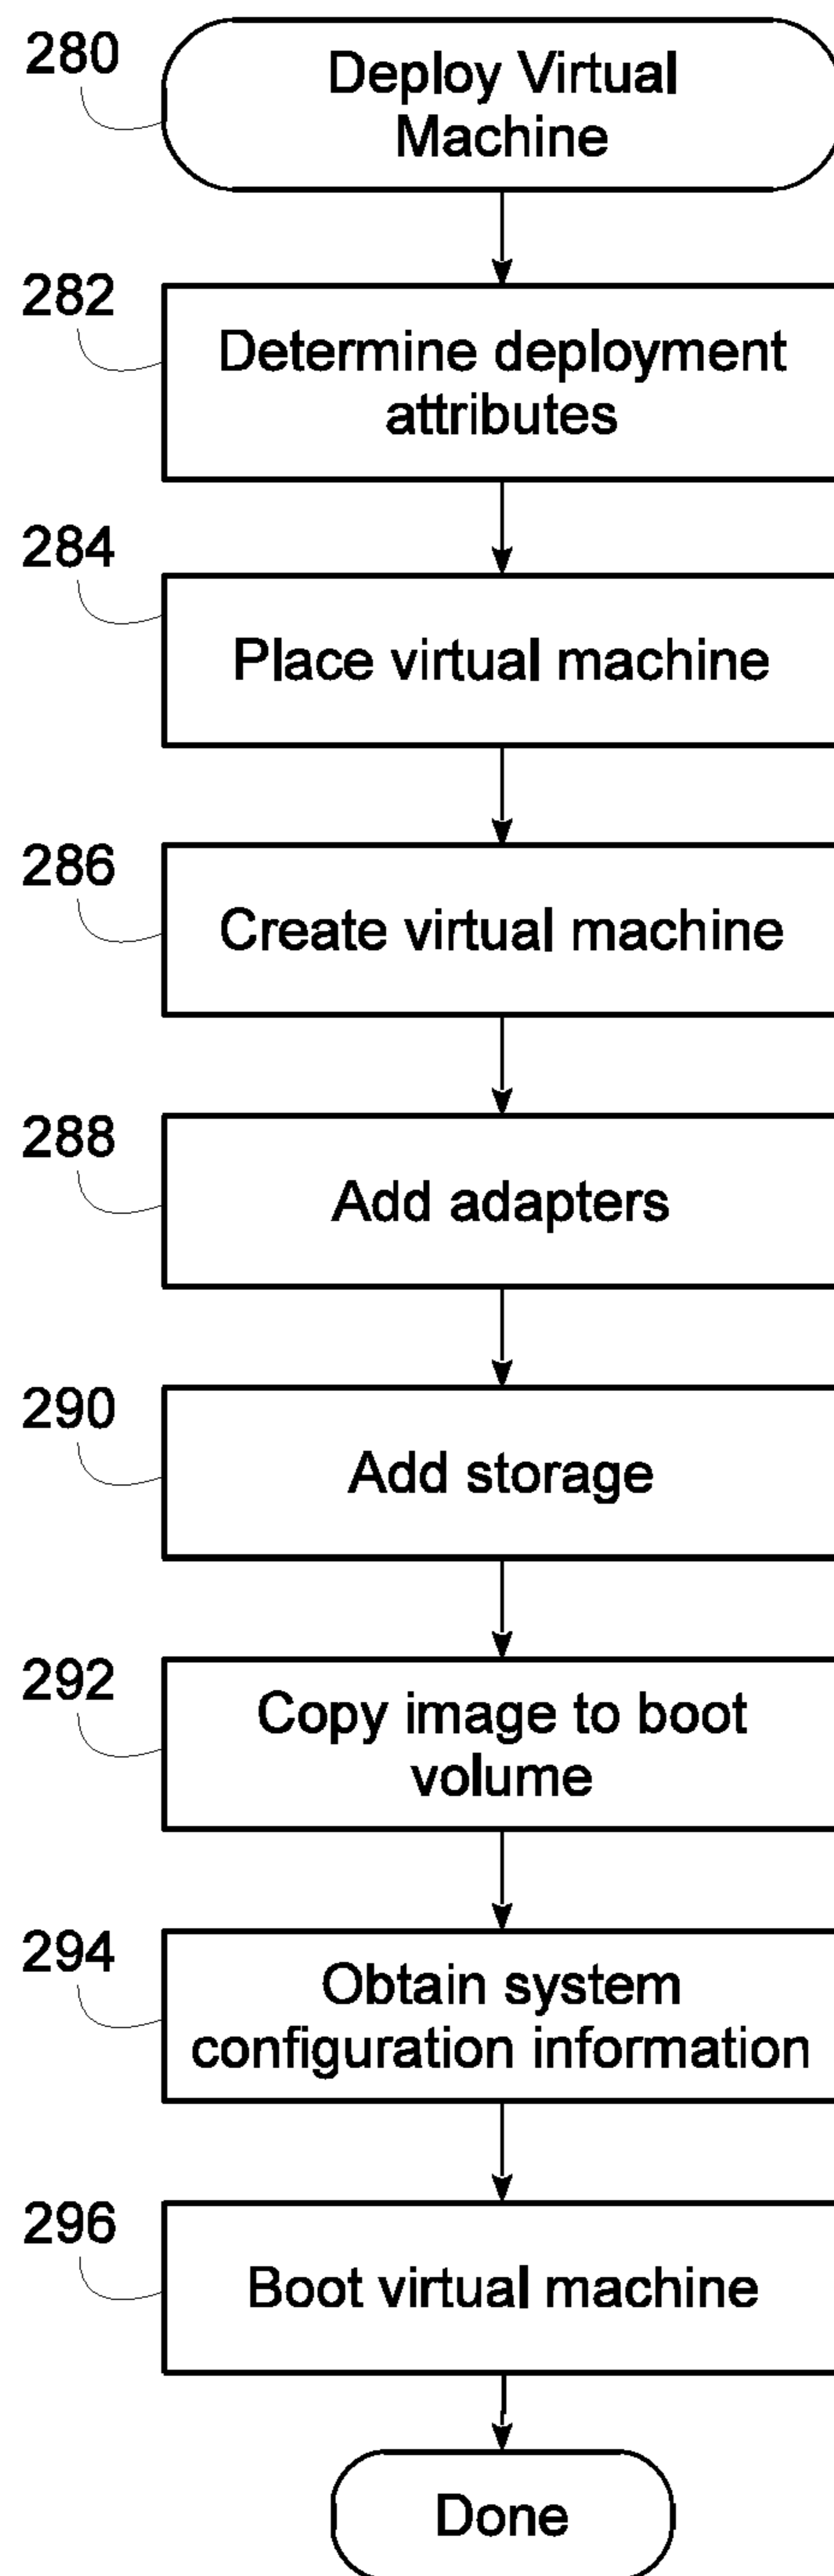 280
Deploy Virtual
Machine
282
Determine deployment
attributes
284
Place virtual machine
286
Create virtual machine
288
Add adapters
290
Add storage
292
Copy image to boot
volume
294
Obtain system
configuration information
296
Boot virtual machine
Done